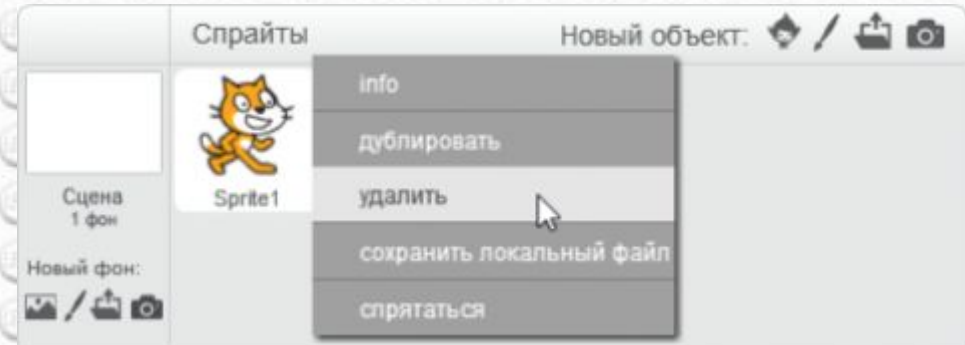 Спрайты
Новый объект:
info
дублировать
удалить
сохранить локальный файл
спрятаться
Sprite1
Сцена
1 фон
Новый фон: